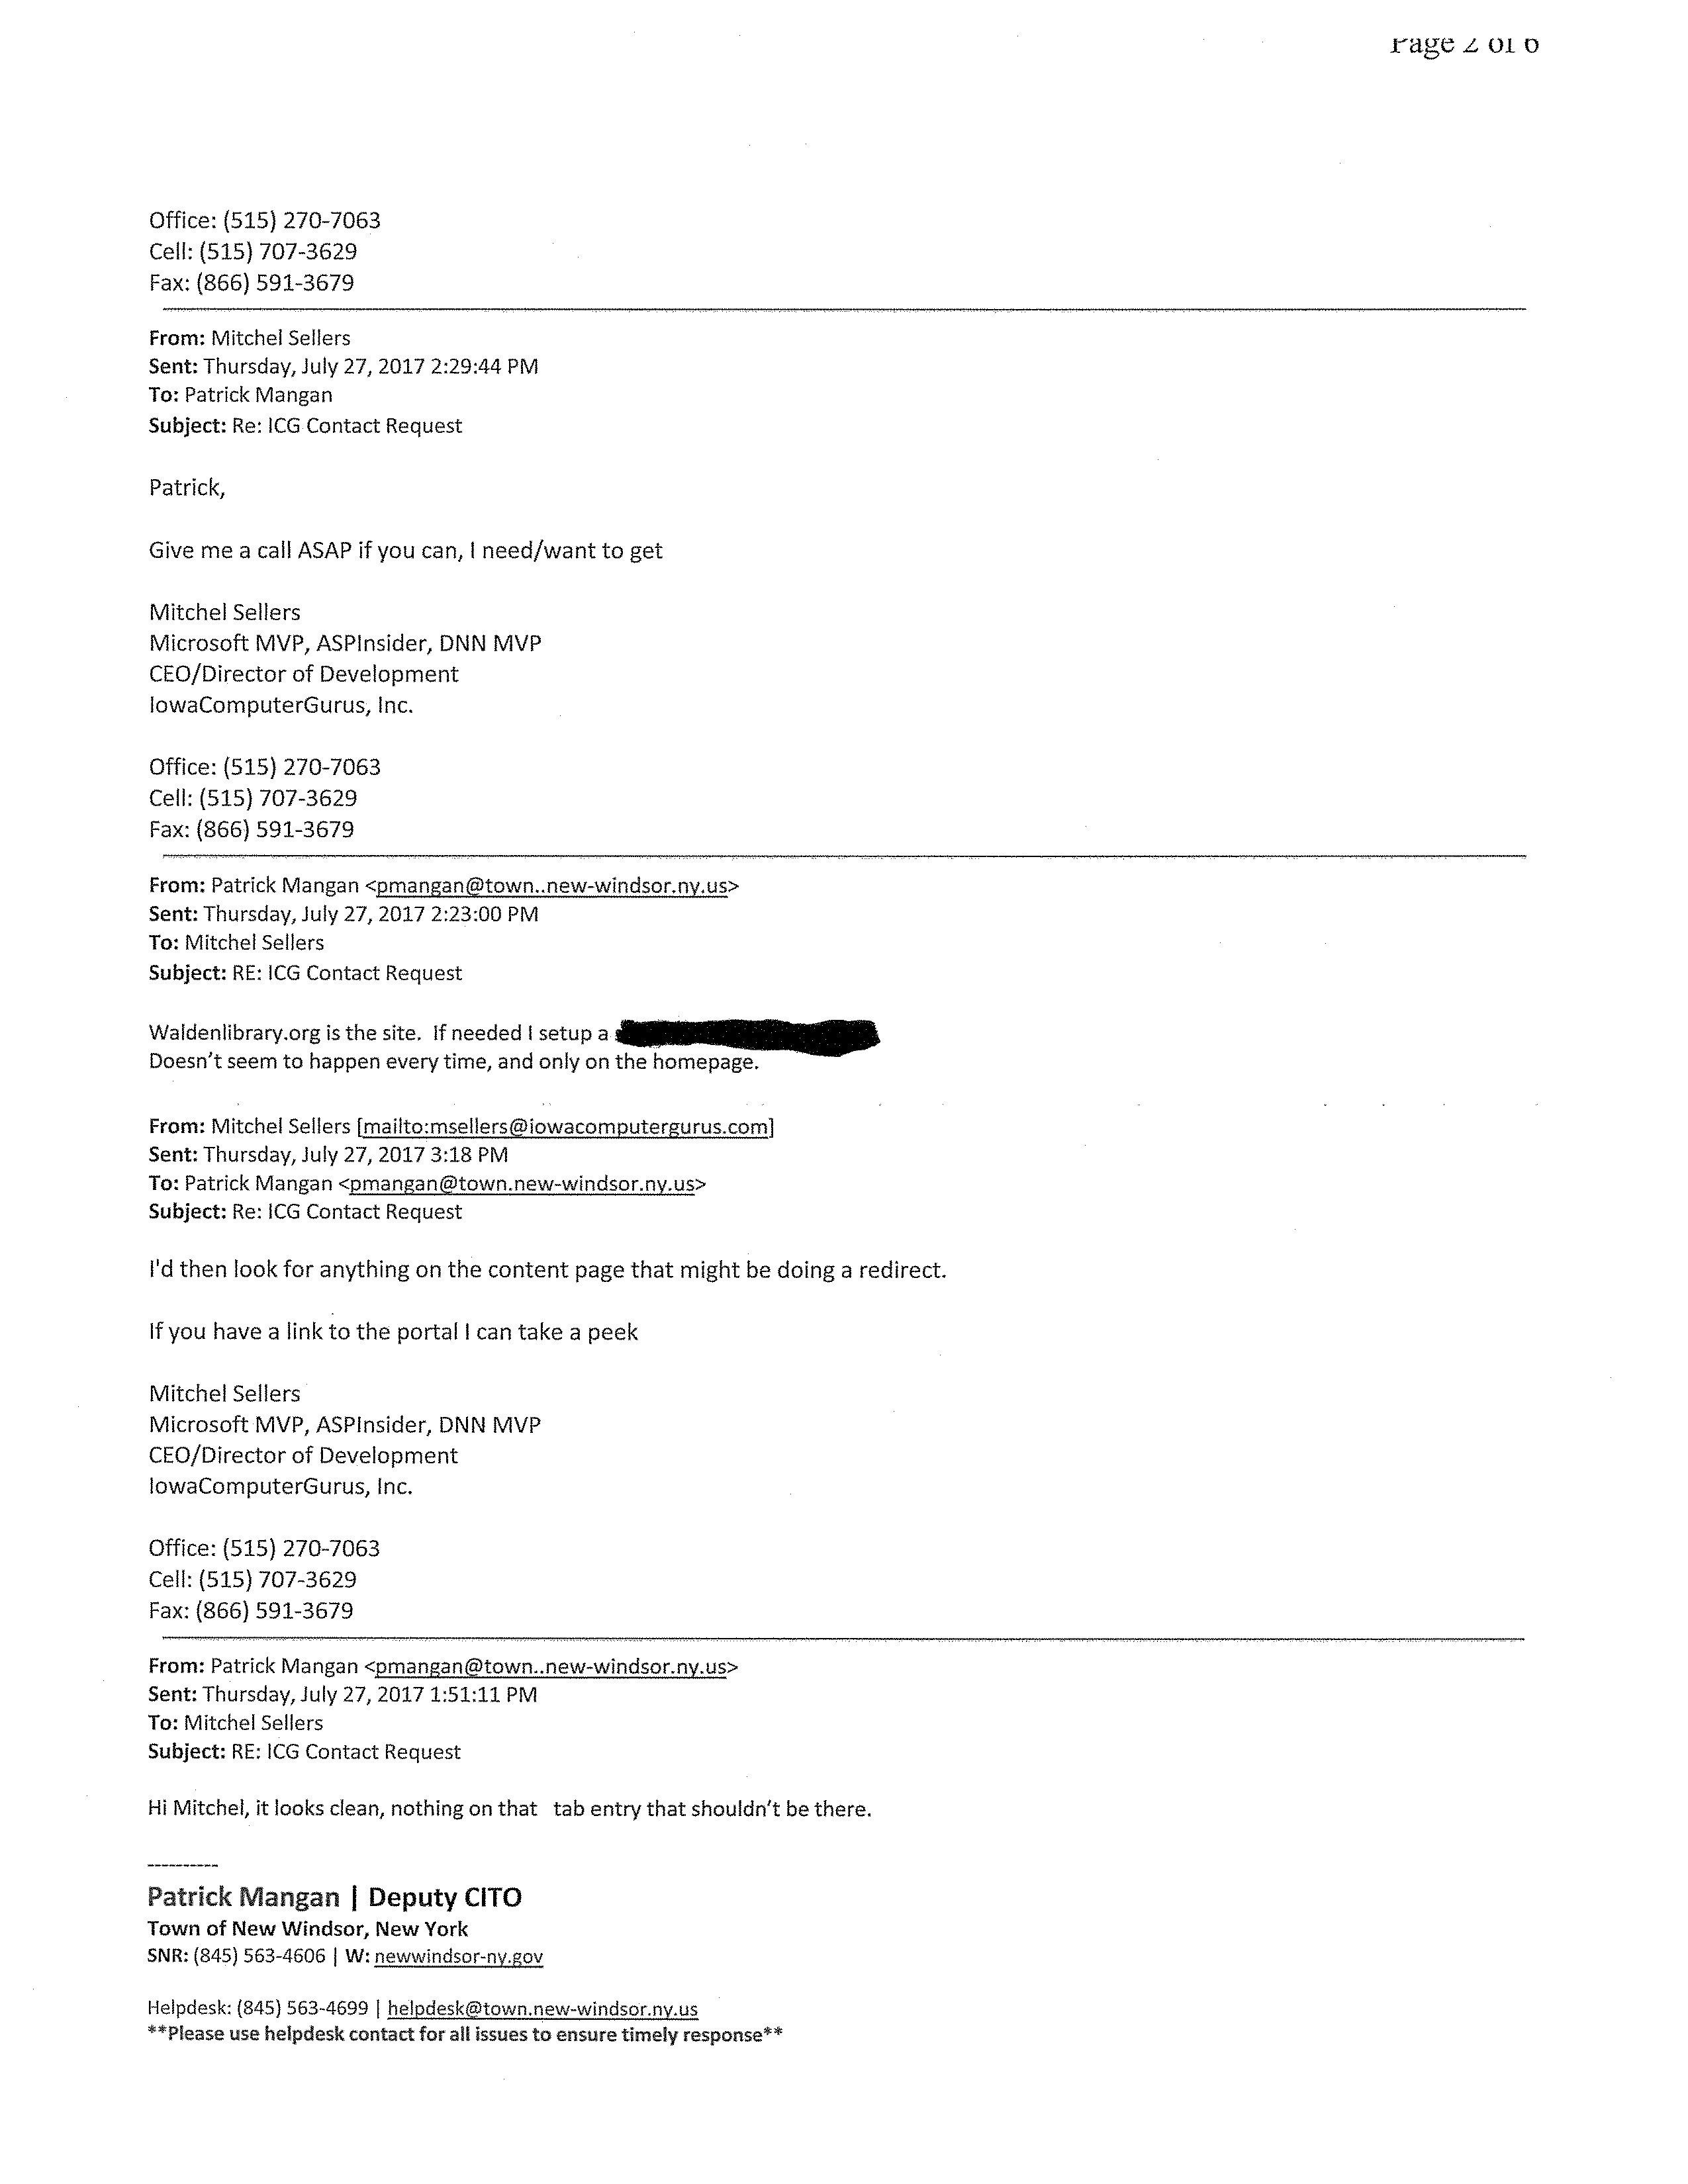 Page 2 of 6
Office: (515) 270-7063
Cell: (515) 707-3629
Fax: (866) 591-3679
From: Mitchel Sellers
Sent: Thursday, July 27, 2017 2:29:44 PM
To: Patrick Mangan
Subject: Re: ICG Contact Request
Patrick,
Give me a call ASAP if you can, I need/want to get
Mitchel Sellers
Microsoft MVP, ASPInsider, DNN MVP
CEO/Director of Development
IowaComputerGurus, Inc.
Office: (515) 270-7063
Cell: (515) 707-3629
Fax: (866) 591-3679
From: Patrick Mangan <pmangan@town..new-windsor.ny.us>
Sent: Thursday, July 27, 2017 2:23:00 PM
To: Mitchel Sellers
Subject: RE: ICG Contact Request
Waldenlibrary.org is the site. If needed I setup a
Doesn't seem to happen every time, and only on the homepage.
From: Mitchel Sellers [mailto:msellers@iowacomputergurus.com]
Sent: Thursday, July 27, 2017 3:18 PM
To: Patrick Mangan <pmangan@town.new-windsor.ny.us>
Subject: Re: ICG Contact Request
I'd then look for anything on the content page that might be doing a redirect.
If you have a link to the portal I can take a peek
Mitchel Sellers
Microsoft MVP, ASPInsider, DNN MVP
CEO/Director of Development
IowaComputerGurus, Inc.
Office: (515) 270-7063
Cell: (515) 707-3629
Fax: (866) 591-3679
From: Patrick Mangan <pmangan@town..new-windsor.ny.us>
Sent: Thursday, July 27, 2017 1:51:11 PM
To: Mitchel Sellers
Subject: RE: ICG Contact Request
Hi Mitchel, it looks clean, nothing on that tab entry that shouldn't be there.
----------
Patrick Mangan | Deputy CITO
Town of New Windsor, New York
SNR: (845) 563-4606 | W: newwindsor-ny.gov
Helpdesk: (845) 563-4699 | helpdesk@town.new-windsor.ny.us
**Please use helpdesk contact for all issues to ensure timely response**